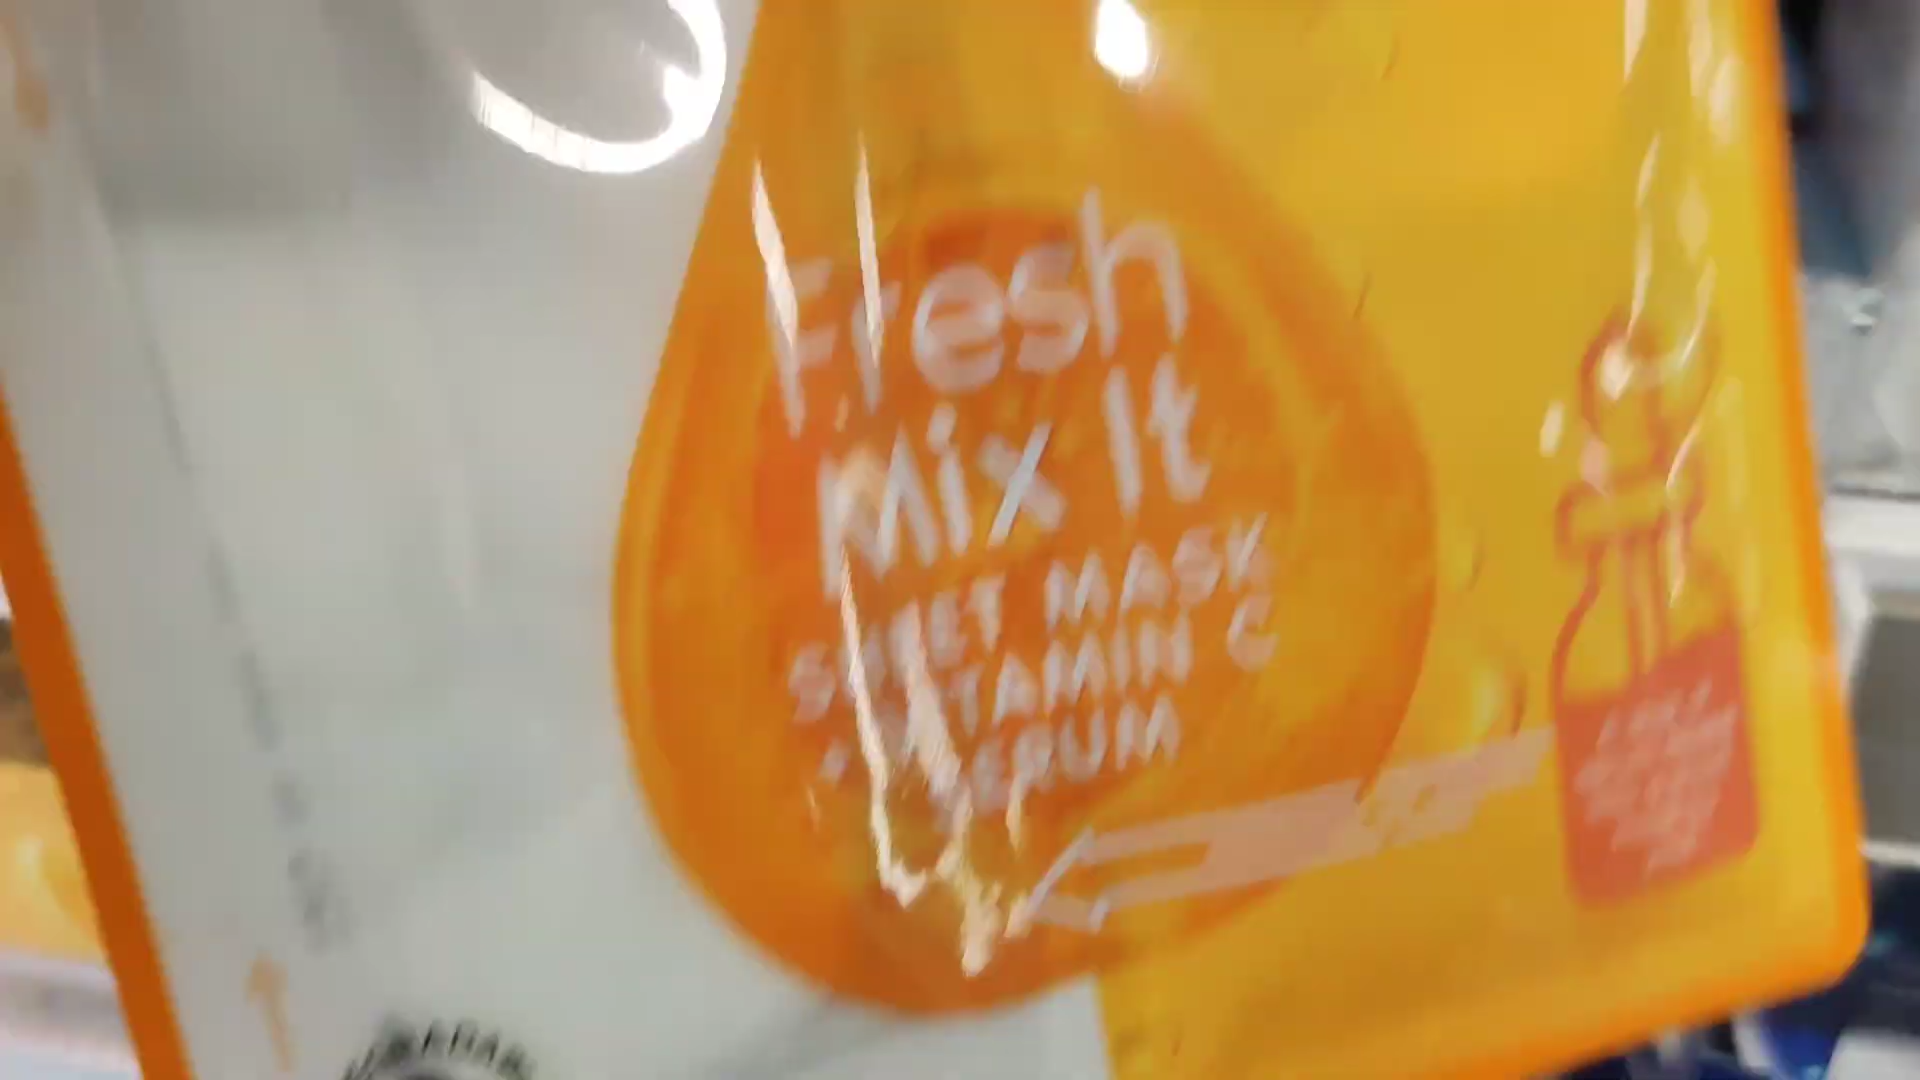 Fresh
Mix It
SHEET MASK
+ VITAMIN C
SERUM